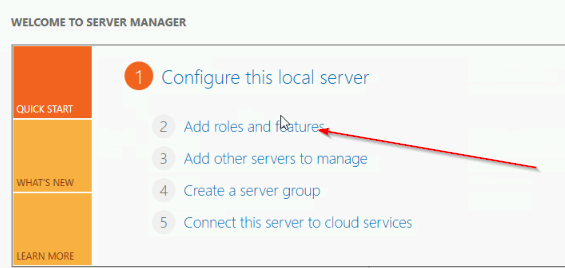 WELCOME TO SERVER MANAGER
QUICK START
WHAT'S NEW
LEARN MORE
1 Configure this local server
2 Add roles and features
3 Add other servers to manage
4 Create a server group
5 Connect this server to cloud services